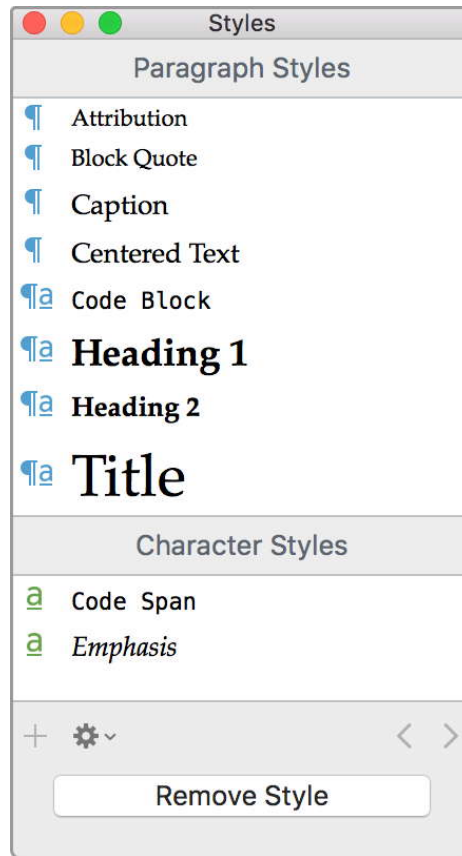 Styles
Paragraph Styles
¶ Attribution
¶ Block Quote
¶ Caption
¶ Centered Text
¶a Code Block
¶a Heading 1
¶a Heading 2
¶a Title
Character Styles
a Code Span
a Emphasis
Remove Style